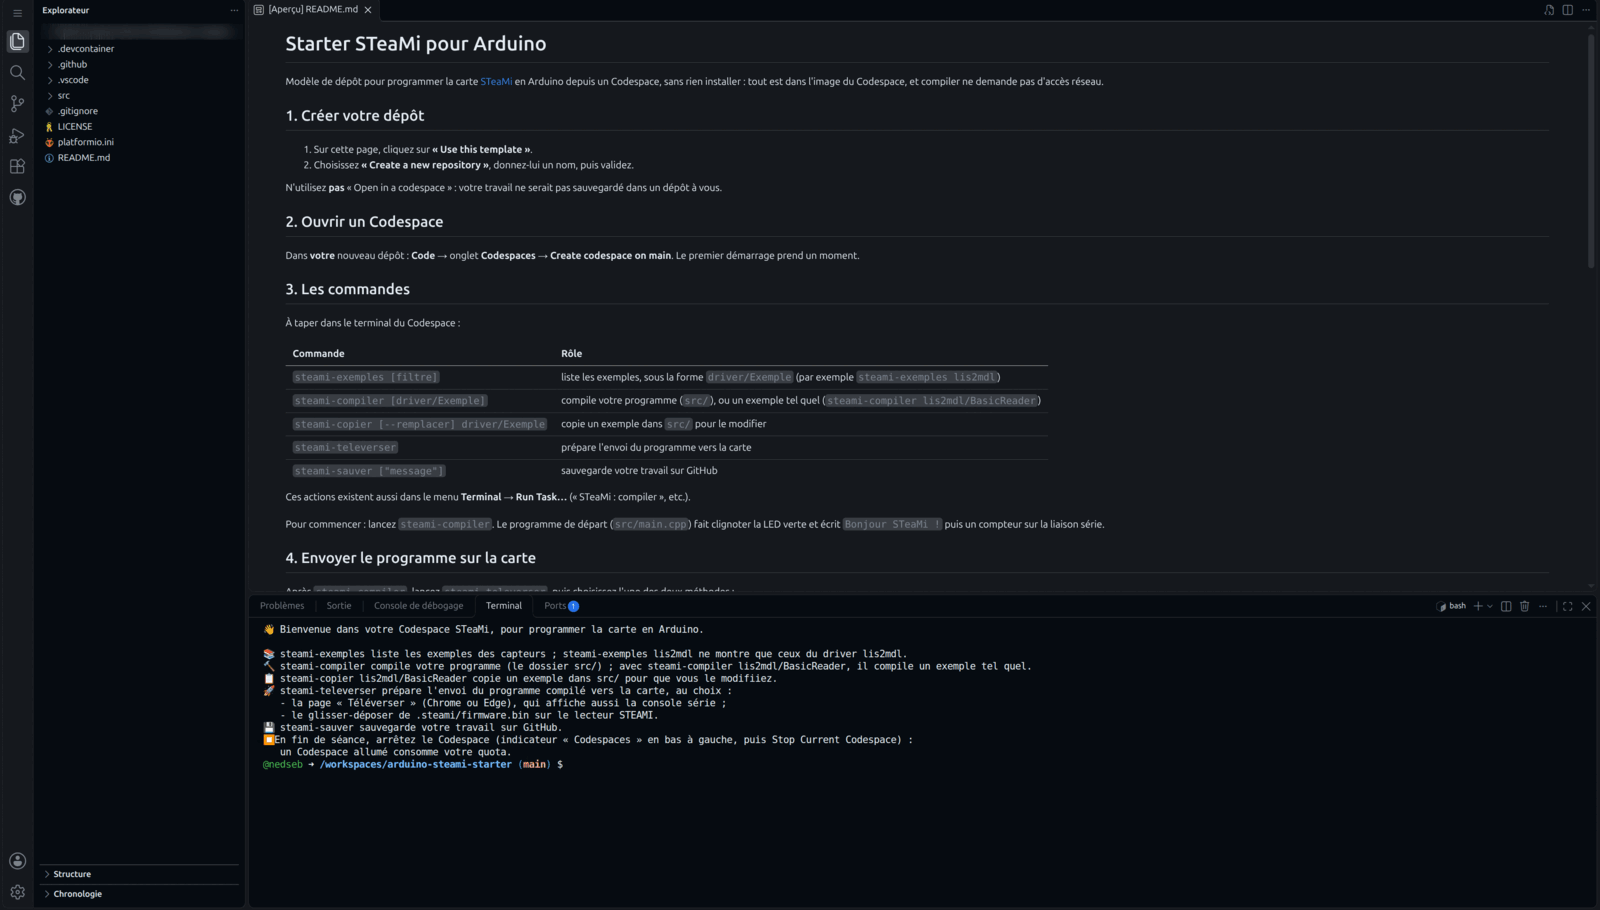 Explorateur
.devcontainer
.github
.vscode
src
.gitignore
LICENSE
platformio.ini
README.md
Structure
Chronologie
[Aperçu] README.md
Starter STeaMi pour Arduino
Modèle de dépôt pour programmer la carte STeaMi en Arduino depuis un Codespace, sans rien installer : tout est dans l'image du Codespace, et compiler ne demande pas d'accès réseau.
1. Créer votre dépôt
1. Sur cette page, cliquez sur « Use this template ».
2. Choisissez « Create a new repository », donnez-lui un nom, puis validez.
N'utilisez pas « Open in a codespace » : votre travail ne serait pas sauvegardé dans un dépôt à vous.
2. Ouvrir un Codespace
Dans votre nouveau dépôt : Code → onglet Codespaces → Create codespace on main. Le premier démarrage prend un moment.
3. Les commandes
À taper dans le terminal du Codespace :
Commande Rôle
steami-exemples [filtre] liste les exemples, sous la forme driver/Exemple (par exemple steami-exemples lis2mdl)
steami-compiler [driver/Exemple] compile votre programme (src/), ou un exemple tel quel (steami-compiler lis2mdl/BasicReader)
steami-copier [--remplacer] driver/Exemple copie un exemple dans src/ pour le modifier
steami-televerser prépare l'envoi du programme vers la carte
steami-sauver ["message"] sauvegarde votre travail sur GitHub
Ces actions existent aussi dans le menu Terminal → Run Task… (« STeaMi : compiler », etc.).
Pour commencer : lancez steami-compiler. Le programme de départ (src/main.cpp) fait clignoter la LED verte et écrit Bonjour STeaMi ! puis un compteur sur la liaison série.
4. Envoyer le programme sur la carte
Après steami-compiler, lancez steami-televerser, puis choisissez l'une des deux méthodes :
Problèmes Sortie Console de débogage Terminal Ports 1 bash
👋 Bienvenue dans votre Codespace STeaMi, pour programmer la carte en Arduino.
📚 steami-exemples liste les exemples des capteurs ; steami-exemples lis2mdl ne montre que ceux du driver lis2mdl.
🔨 steami-compiler compile votre programme (le dossier src/) ; avec steami-compiler lis2mdl/BasicReader, il compile un exemple tel quel.
📋 steami-copier lis2mdl/BasicReader copie un exemple dans src/ pour que vous le modifiiez.
🚀 steami-televerser prépare l'envoi du programme compilé vers la carte, au choix :
- la page « Téléverser » (Chrome ou Edge), qui affiche aussi la console série ;
- le glisser-déposer de .steami/firmware.bin sur le lecteur STEAMI.
💾 steami-sauver sauvegarde votre travail sur GitHub.
⏹️En fin de séance, arrêtez le Codespace (indicateur « Codespaces » en bas à gauche, puis Stop Current Codespace) :
un Codespace allumé consomme votre quota.
@nedseb ➜ /workspaces/arduino-steami-starter (main) $